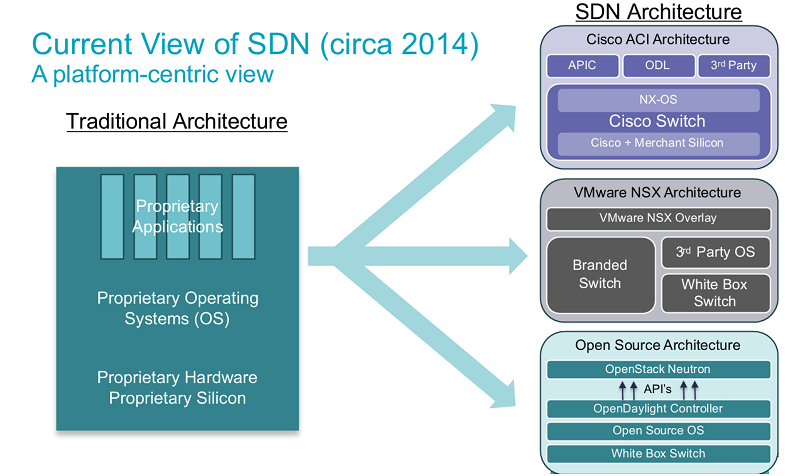 Current View of SDN (circa 2014)
A platform-centric view
Traditional Architecture
Proprietary
Applications
Proprietary Operating
Systems (OS)
Proprietary Hardware
Proprietary Silicon
SDN Architecture
Cisco ACI Architecture
APIC
ODL
3rd Party
NX-OS
Cisco Switch
Cisco + Merchant Silicon
VMware NSX Architecture
VMware NSX Overlay
Branded
Switch
3rd Party OS
White Box
Switch
Open Source Architecture
OpenStack Neutron
API's
OpenDaylight Controller
Open Source OS
White Box Switch